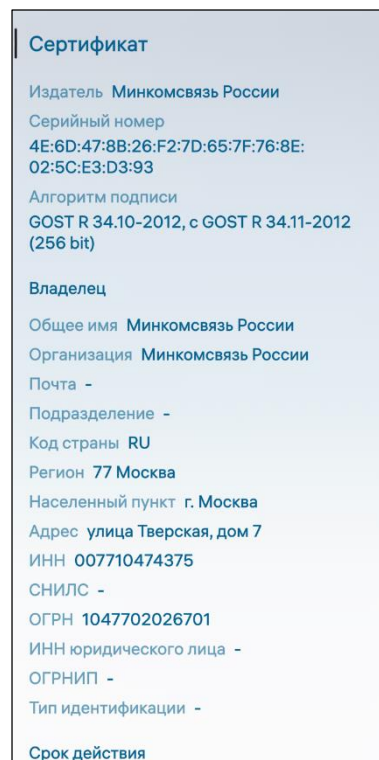 Сертификат
Издатель Минкомсвязь России
Серийный номер
4E:6D:47:8B:26:F2:7D:65:7F:76:8E:
02:5C:E3:D3:93
Алгоритм подписи
GOST R 34.10-2012, с GOST R 34.11-2012
(256 bit)
Владелец
Общее имя Минкомсвязь России
Организация Минкомсвязь России
Почта -
Подразделение -
Код страны RU
Регион 77 Москва
Населенный пункт г. Москва
Адрес улица Тверская, дом 7
ИНН 007710474375
СНИЛС -
ОГРН 1047702026701
ИНН юридического лица -
ОГРНИП -
Тип идентификации -
Срок действия